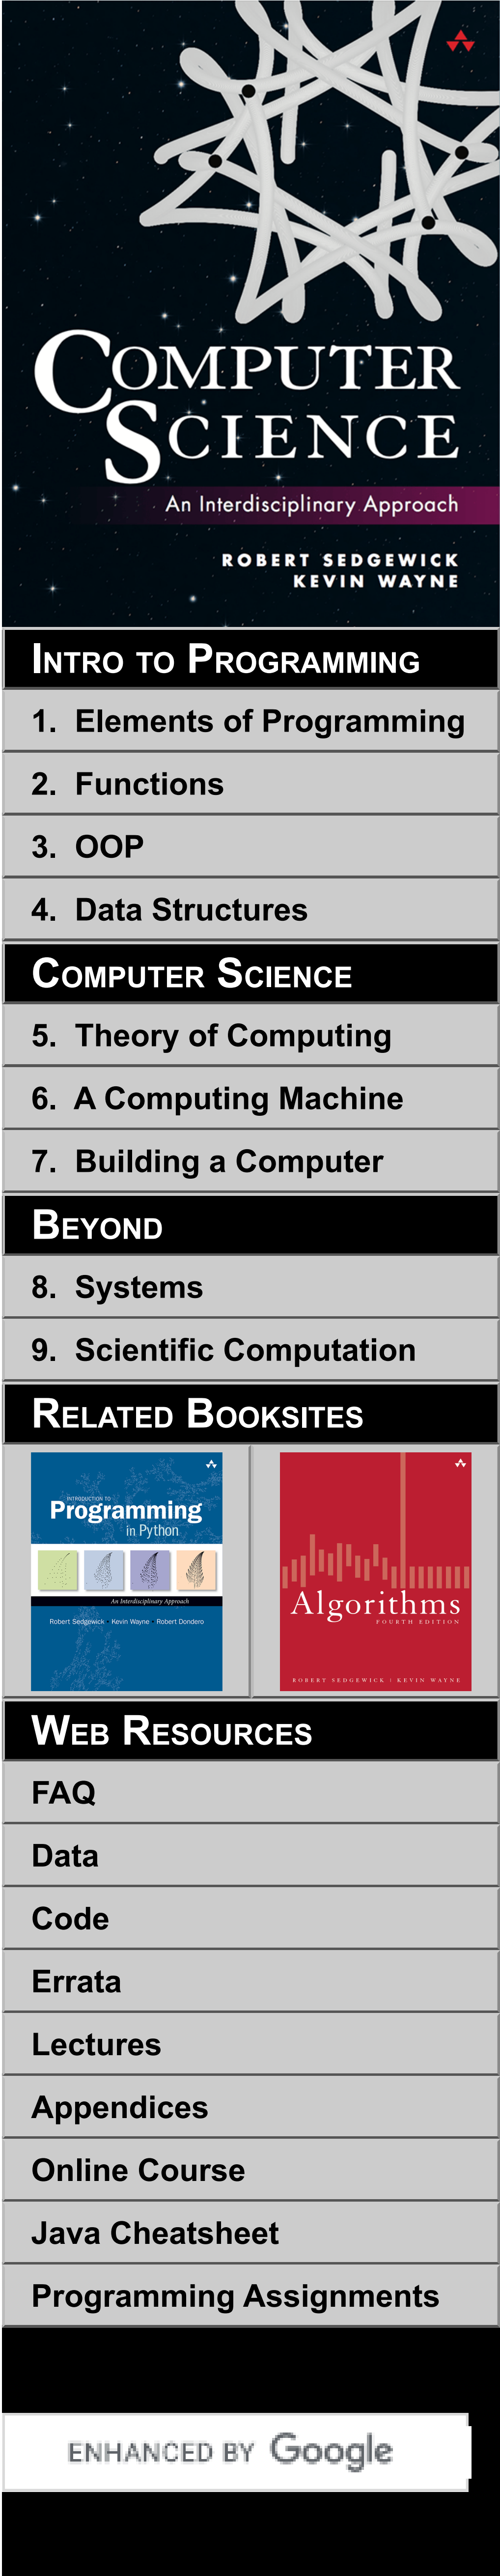 COMPUTER
SCIENCE
An Interdisciplinary Approach
ROBERT SEDGEWICK
KEVIN WAYNE
INTRO TO PROGRAMMING
1. Elements of Programming
2. Functions
3. OOP
4. Data Structures
COMPUTER SCIENCE
5. Theory of Computing
6. A Computing Machine
7. Building a Computer
BEYOND
8. Systems
9. Scientific Computation
RELATED BOOKSITES
INTRODUCTION TO
Programming
in Python
An Interdisciplinary Approach
Robert Sedgewick • Kevin Wayne • Robert Dondero
Algorithms
FOURTH EDITION
ROBERT SEDGEWICK | KEVIN WAYNE
WEB RESOURCES
FAQ
Data
Code
Errata
Lectures
Appendices
Online Course
Java Cheatsheet
Programming Assignments
ENHANCED BY Google